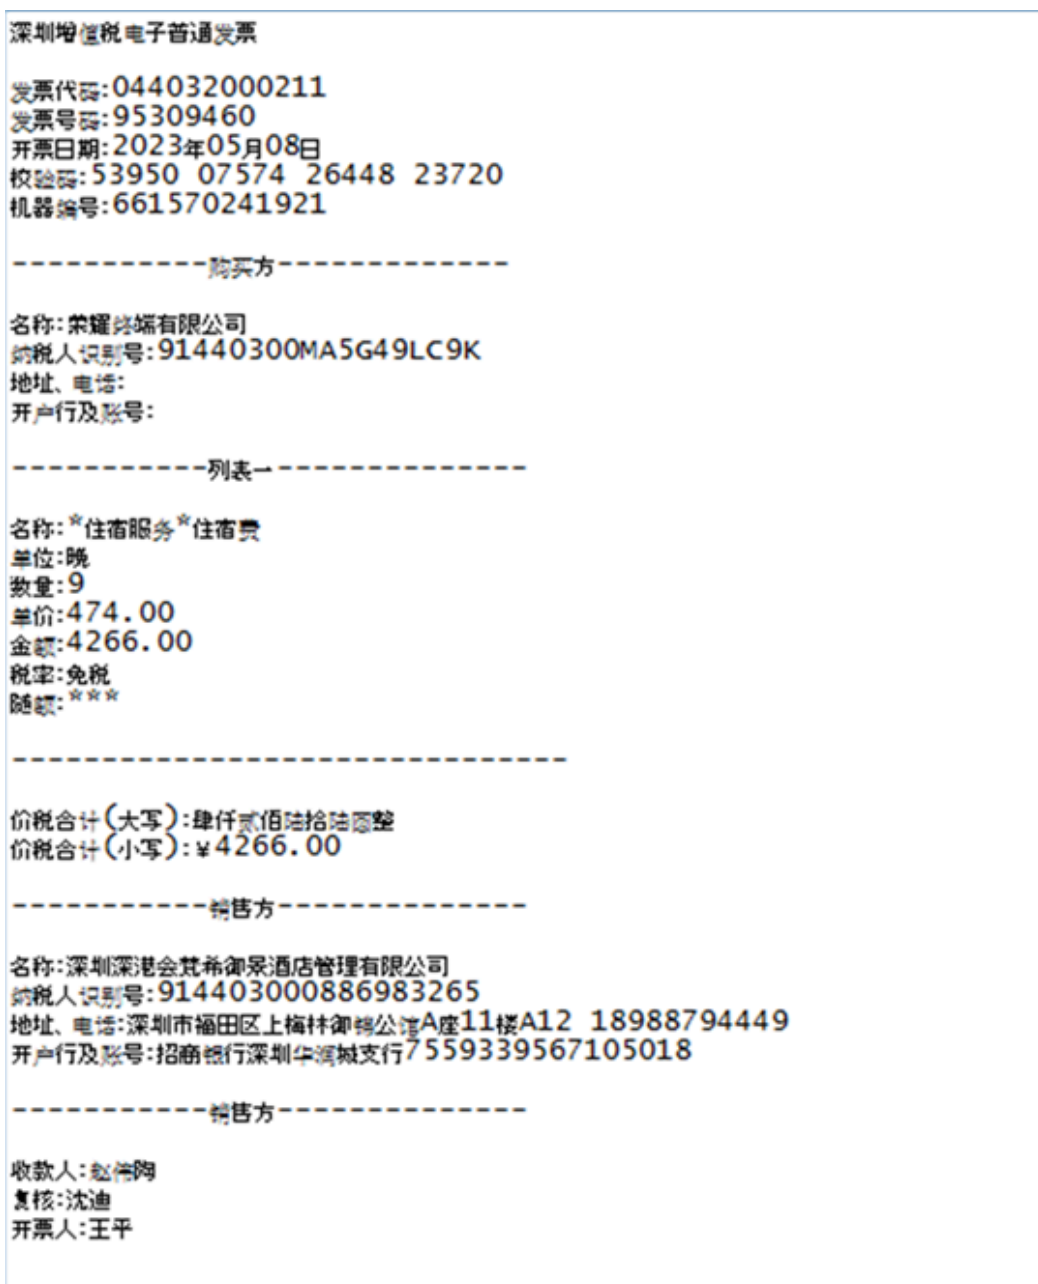 深圳增值税电子普通发票
发票代码:044032000211
发票号码:95309460
开票日期:2023年05月08日
校验码:53950 07574 26448 23720
机器编号:661570241921
-----------购买方-------------
名称:荣耀终端有限公司
纳税人识别号:91440300MA5G49LC9K
地址、电话:
开户行及账号:
-----------列表一--------------
名称:*住宿服务*住宿费
单位:晚
数量:9
单价:474.00
金额:4266.00
税率:免税
随额:***
-------------------------------
价税合计(大写):肆仟贰佰陆拾陆圆整
价税合计(小写):¥4266.00
-----------销售方--------------
名称:深圳深港会梵希御景酒店管理有限公司
纳税人识别号:914403000886983265
地址、电话:深圳市福田区上梅林御锦公馆A座11楼A12 18988794449
开户行及账号:招商银行深圳华润城支行7559339567105018
-----------销售方--------------
收款人:赵伟陶
复核:沈迪
开票人:王平